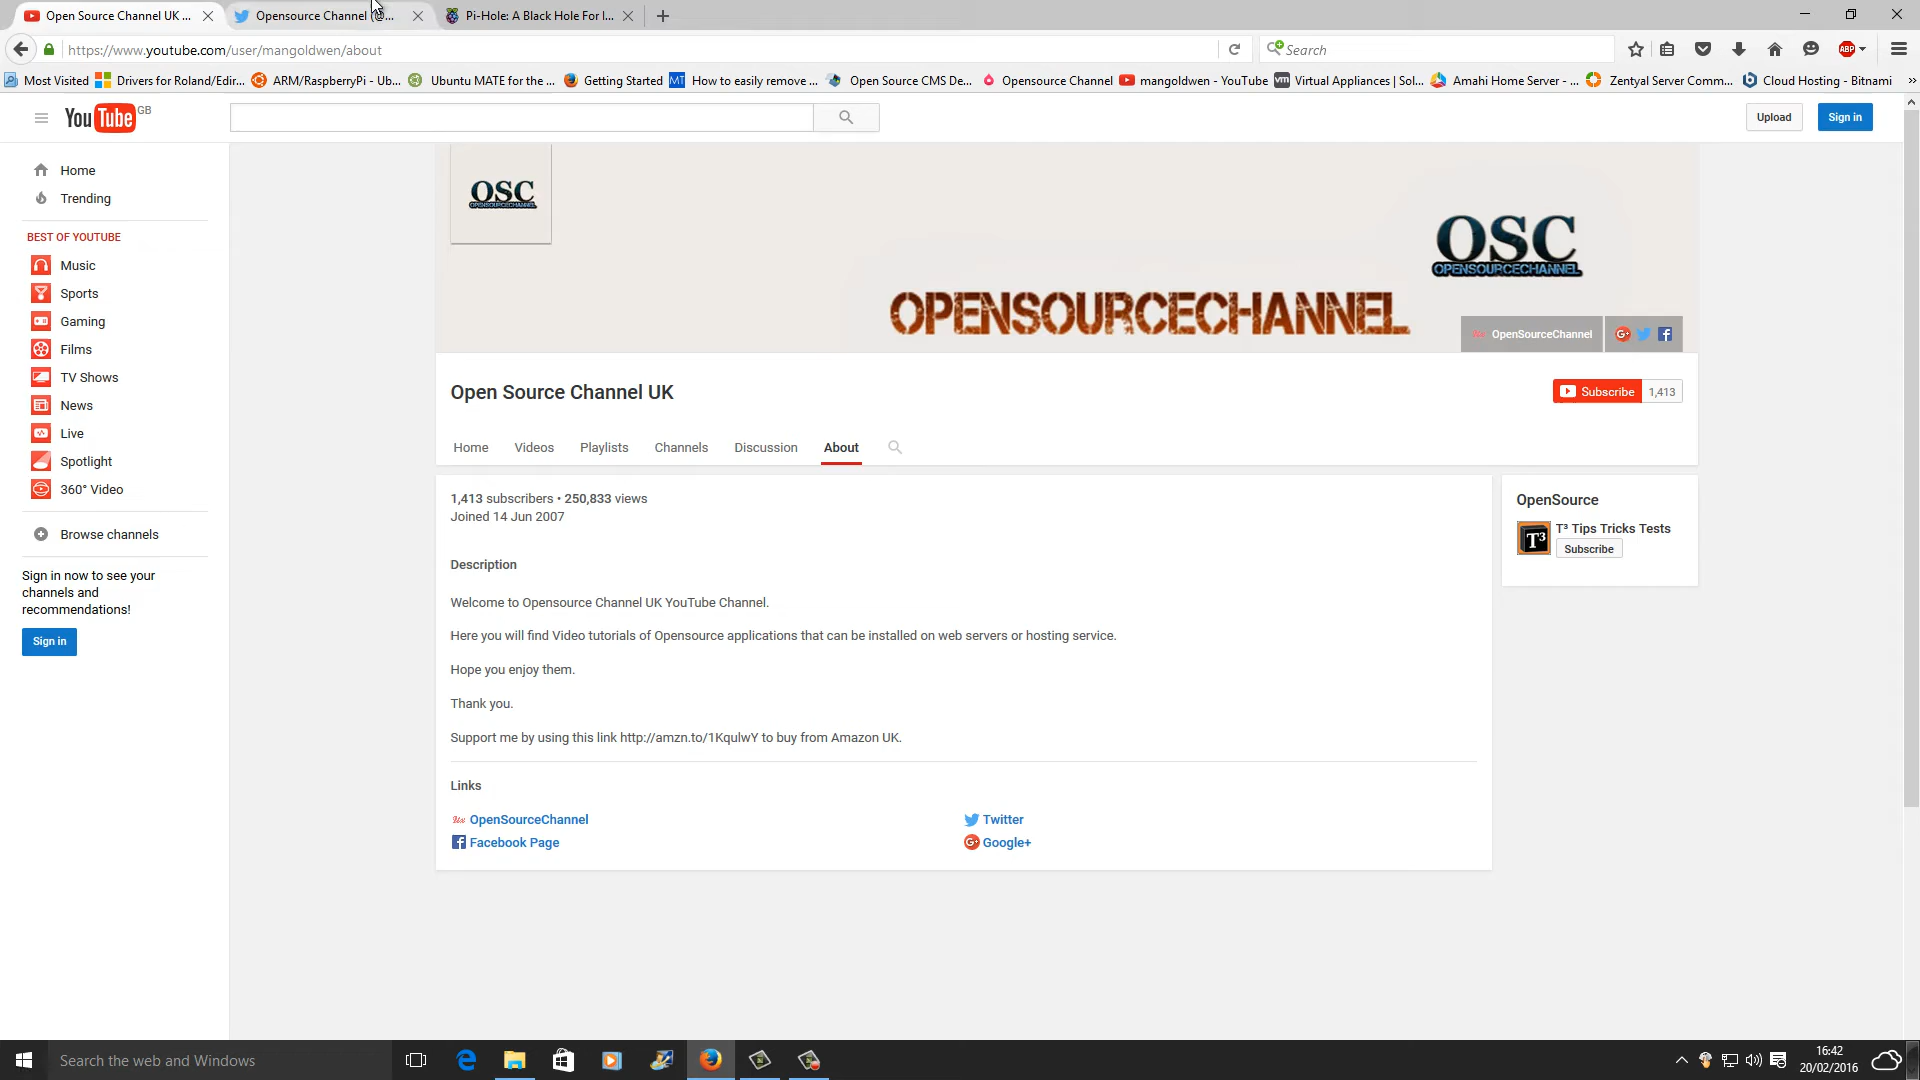 Open Source Channel UK ...
Opensource Channel (@...
Pi-Hole: A Black Hole For I...
https://www.youtube.com/user/mangoldwen/about
Search
ABP
Most Visited
Drivers for Roland/Edir...
ARM/RaspberryPi - Ub...
Ubuntu MATE for the ...
Getting Started
MT
How to easily remove ...
Open Source CMS De...
Opensource Channel
mangoldwen - YouTube
vm
Virtual Appliances | Sol...
Amahi Home Server - ...
Zentyal Server Comm...
Cloud Hosting - Bitnami
YouTube GB
Upload
Sign in
Home
Trending
BEST OF YOUTUBE
Music
Sports
Gaming
Films
TV Shows
News
Live
Spotlight
360° Video
Browse channels
Sign in now to see your
channels and
recommendations!
Sign in
OSC
OPENSOURCECHANNEL
OSC
OPENSOURCECHANNEL
OPENSOURCECHANNEL
OpenSourceChannel
Open Source Channel UK
Subscribe
1,413
Home
Videos
Playlists
Channels
Discussion
About
1,413 subscribers • 250,833 views
Joined 14 Jun 2007
Description
Welcome to Opensource Channel UK YouTube Channel.
Here you will find Video tutorials of Opensource applications that can be installed on web servers or hosting service.
Hope you enjoy them.
Thank you.
Support me by using this link http://amzn.to/1KqulwY to buy from Amazon UK.
Links
OpenSourceChannel
Twitter
Facebook Page
Google+
OpenSource
T³
T³ Tips Tricks Tests
Subscribe
Search the web and Windows
16:42
20/02/2016